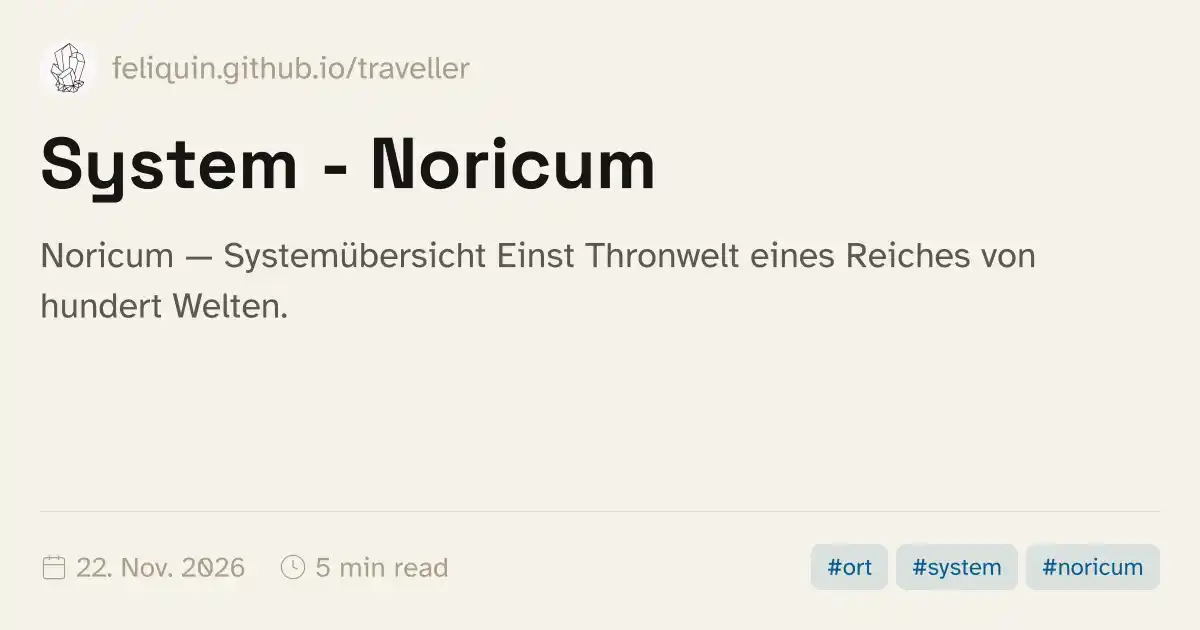 feliquin.github.io/traveller
System - Noricum
Noricum — Systemübersicht Einst Thronwelt eines Reiches von
hundert Welten.
22. Nov. 2026 5 min read #ort #system #noricum